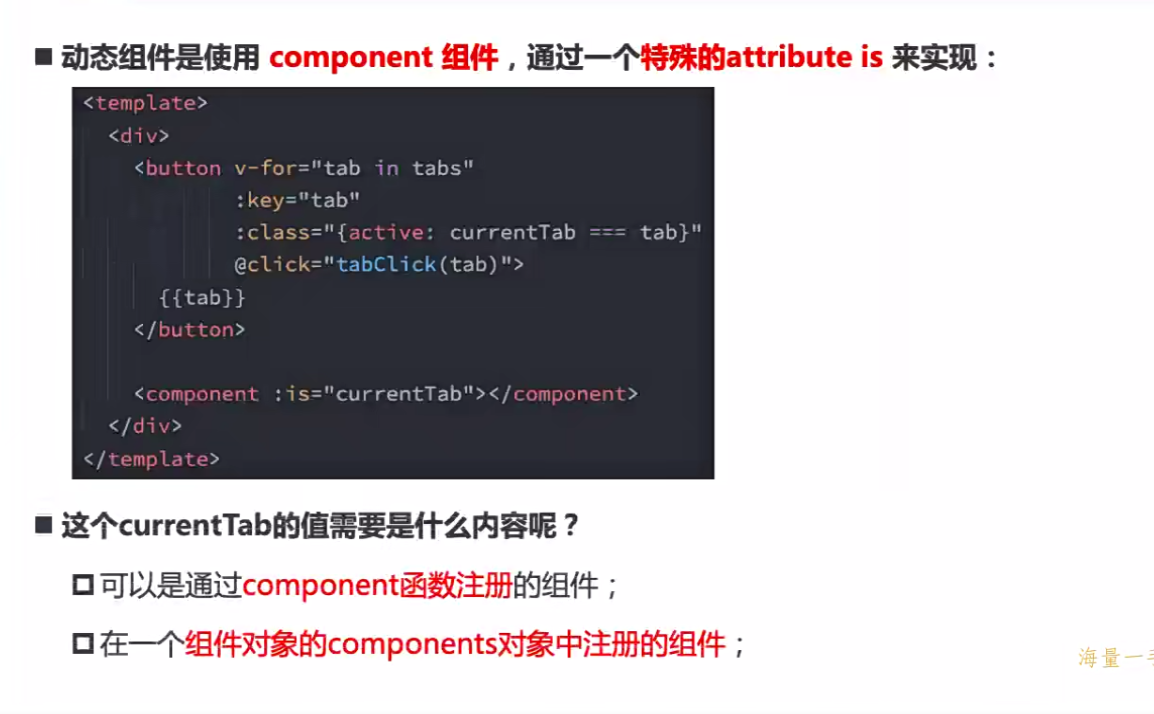 动态组件是使用 component 组件，通过一个特殊的attribute is 来实现：
<template>
<div>
<button v-for="tab in tabs"
:key="tab"
:class="{active: currentTab === tab}"
@click="tabClick(tab)">
{{tab}}
</button>
<component :is="currentTab"></component>
</div>
</template>
这个currentTab的值需要是什么内容呢？
可以是通过component函数注册的组件；
在一个组件对象的components对象中注册的组件；
海量一手